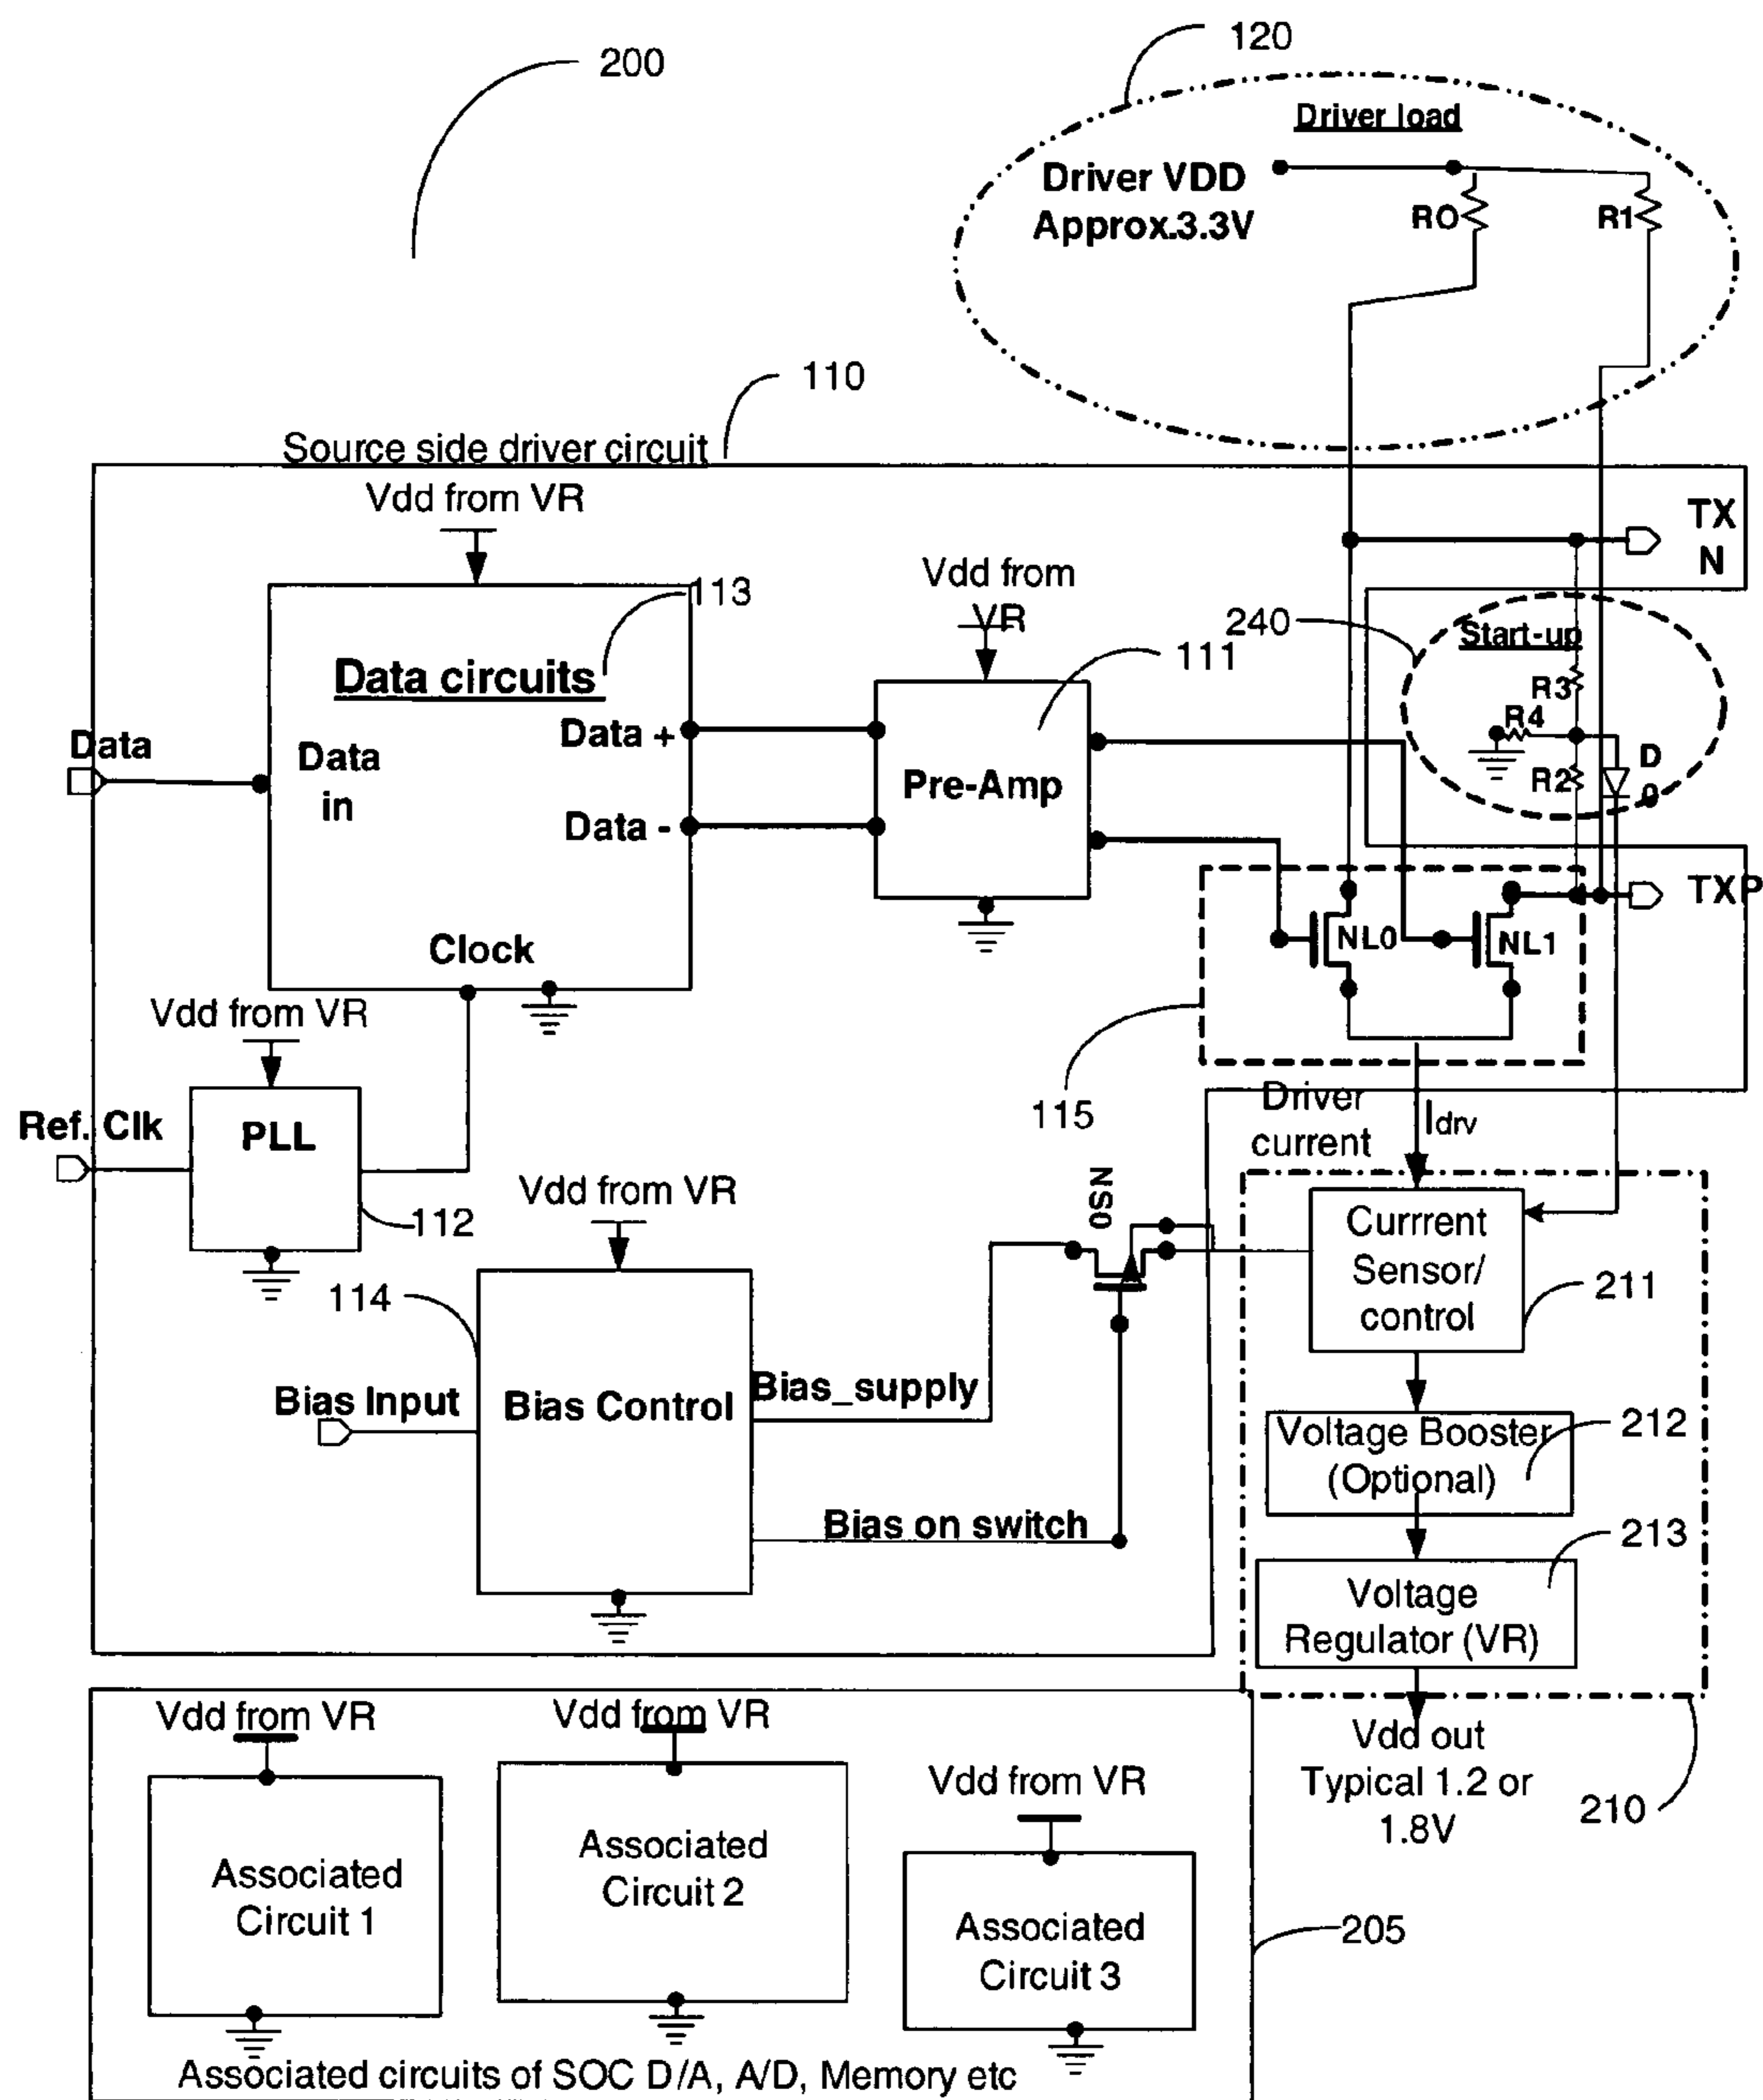 200
120
Driver load
Driver VDD
Approx.3.3V
R0
R1
110
Source side driver circuit
Vdd from VR
113
Data circuits
Data
Data
in
Data +
Data -
Clock
Vdd from
VR
111
Pre-Amp
240
Start-up
R3
R4
R2
D
0
TX
N
TXP
NL0
NL1
115
Vdd from VR
Ref. Clk
PLL
112
Driver
current
Idrv
Vdd from VR
114
Bias Input
Bias Control
Bias_supply
Bias on switch
NS0
Currrent
Sensor/
control
211
Voltage Booster
(Optional)
212
213
Voltage
Regulator (VR)
Vdd out
Typical 1.2 or
1.8V
210
Vdd from VR
Associated
Circuit 1
Vdd from VR
Associated
Circuit 2
Vdd from VR
Associated
Circuit 3
205
Associated circuits of SOC D/A, A/D, Memory etc